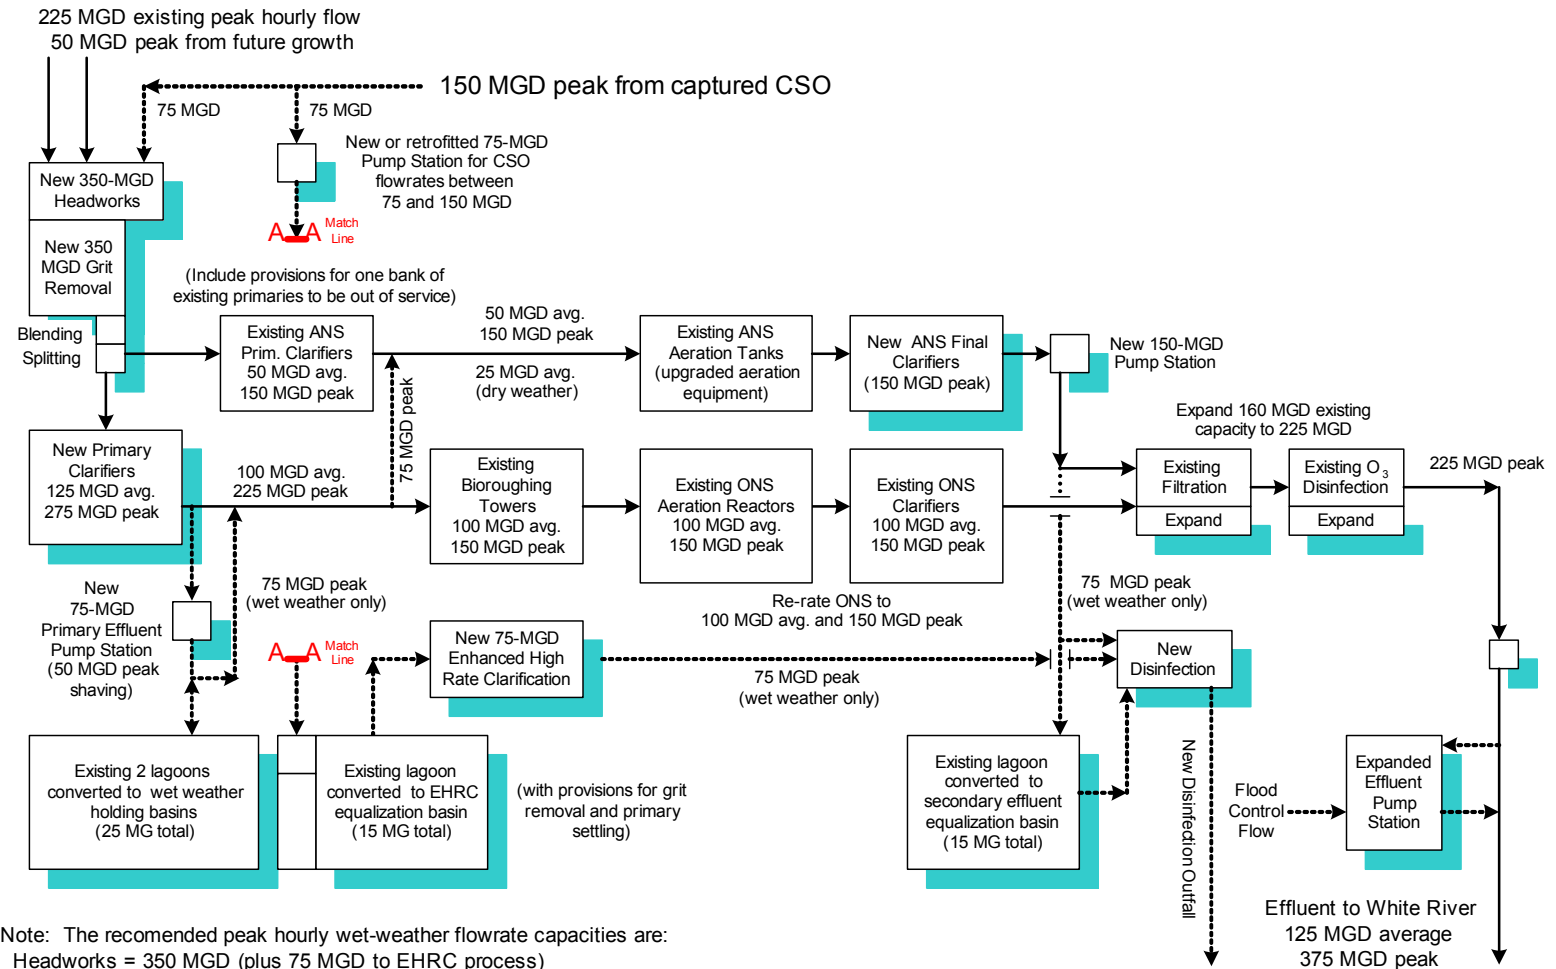 225 MGD existing peak hourly flow
50 MGD peak from future growth
150 MGD peak from captured CSO
75 MGD
75 MGD
New or retrofitted 75-MGD
Pump Station for CSO
flowrates between
75 and 150 MGD
New 350-MGD
Headworks
A A Match
Line
New 350
MGD Grit
Removal
(Include provisions for one bank of
existing primaries to be out of service)
Blending
Splitting
Existing ANS
Prim. Clarifiers
50 MGD avg.
150 MGD peak
50 MGD avg.
150 MGD peak
25 MGD avg.
(dry weather)
Existing ANS
Aeration Tanks
(upgraded aeration
equipment)
New ANS Final
Clarifiers
(150 MGD peak)
New 150-MGD
Pump Station
75 MGD peak
Expand 160 MGD existing
capacity to 225 MGD
New Primary
Clarifiers
125 MGD avg.
275 MGD peak
100 MGD avg.
225 MGD peak
Existing
Bioroughing
Towers
100 MGD avg.
150 MGD peak
Existing ONS
Aeration Reactors
100 MGD avg.
150 MGD peak
Existing ONS
Clarifiers
100 MGD avg.
150 MGD peak
Existing
Filtration
Expand
Existing O3
Disinfection
Expand
225 MGD peak
New
75-MGD
Primary Effluent
Pump Station
(50 MGD peak
shaving)
75 MGD peak
(wet weather only)
Re-rate ONS to
100 MGD avg. and 150 MGD peak
75 MGD peak
(wet weather only)
A A Match
Line
New 75-MGD
Enhanced High
Rate Clarification
75 MGD peak
(wet weather only)
New
Disinfection
Existing 2 lagoons
converted to wet weather
holding basins
(25 MG total)
Existing lagoon
converted to EHRC
equalization basin
(15 MG total)
(with provisions for grit
removal and primary
settling)
Existing lagoon
converted to
secondary effluent
equalization basin
(15 MG total)
New Disinfection Outfall
Flood
Control
Flow
Expanded
Effluent
Pump
Station
Effluent to White River
125 MGD average
375 MGD peak
Note: The recomended peak hourly wet-weather flowrate capacities are:
Headworks = 350 MGD (plus 75 MGD to EHRC process)